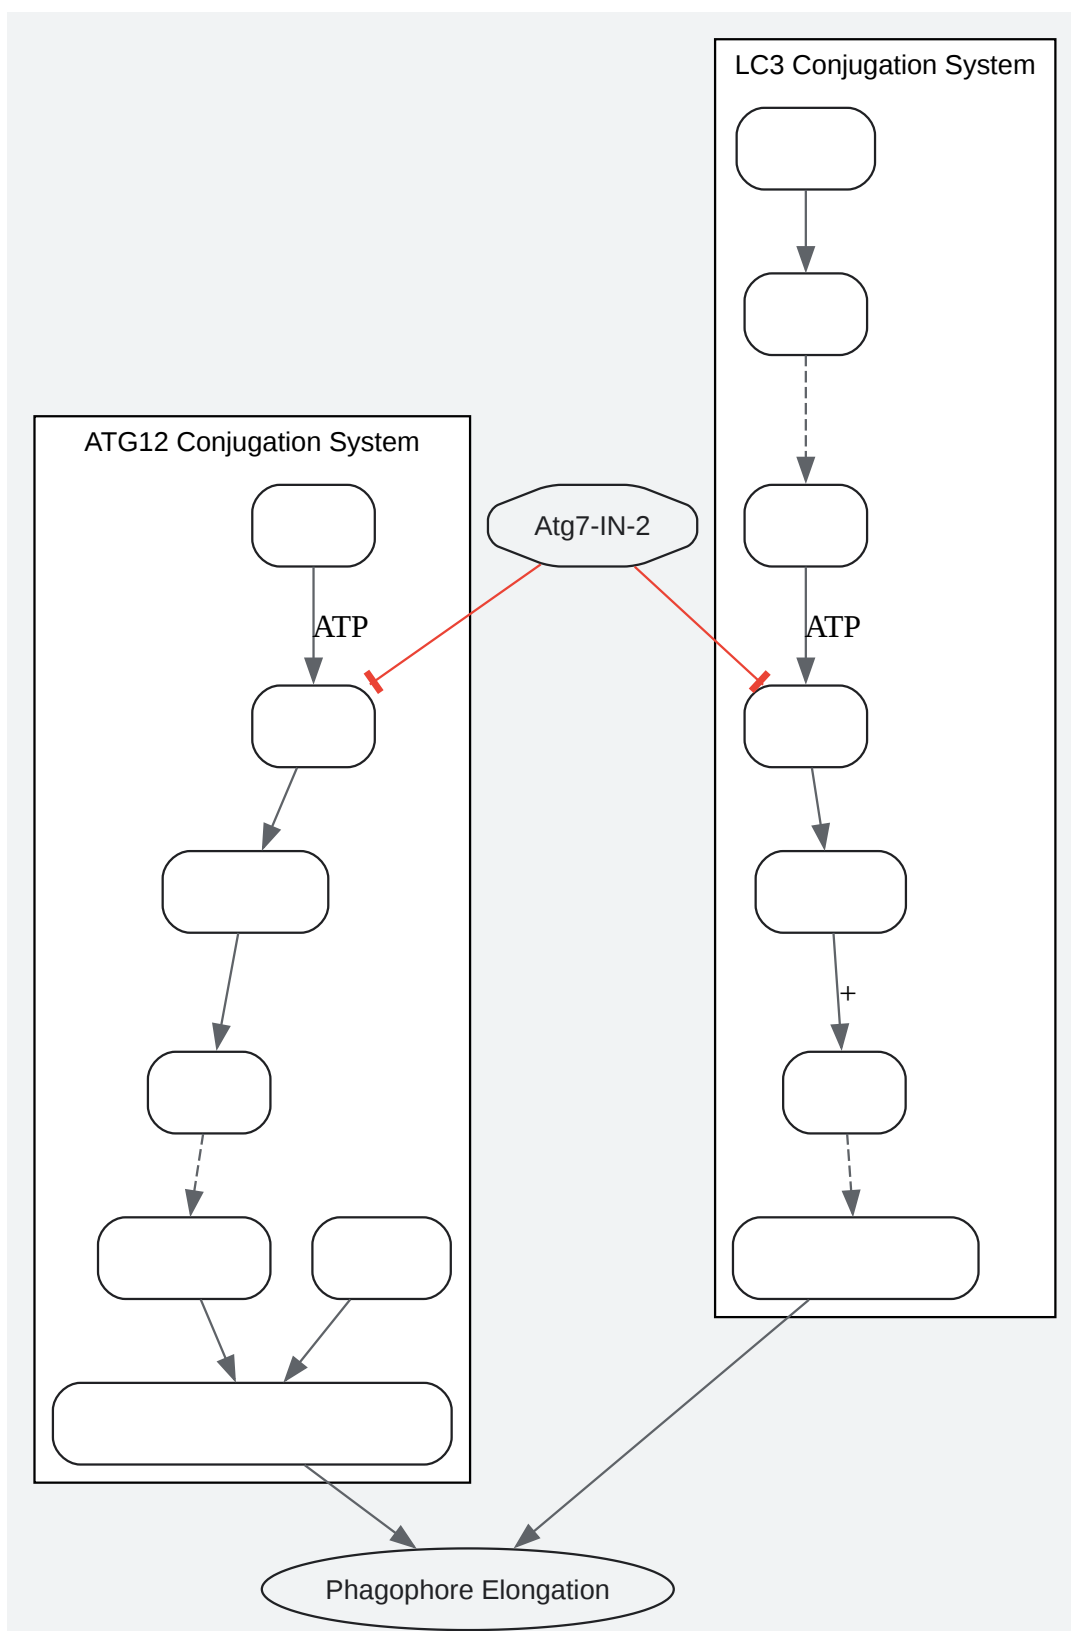 LC3 Conjugation System
ATG12 Conjugation System
Atg7-IN-2
ATP
ATP
+
Phagophore Elongation